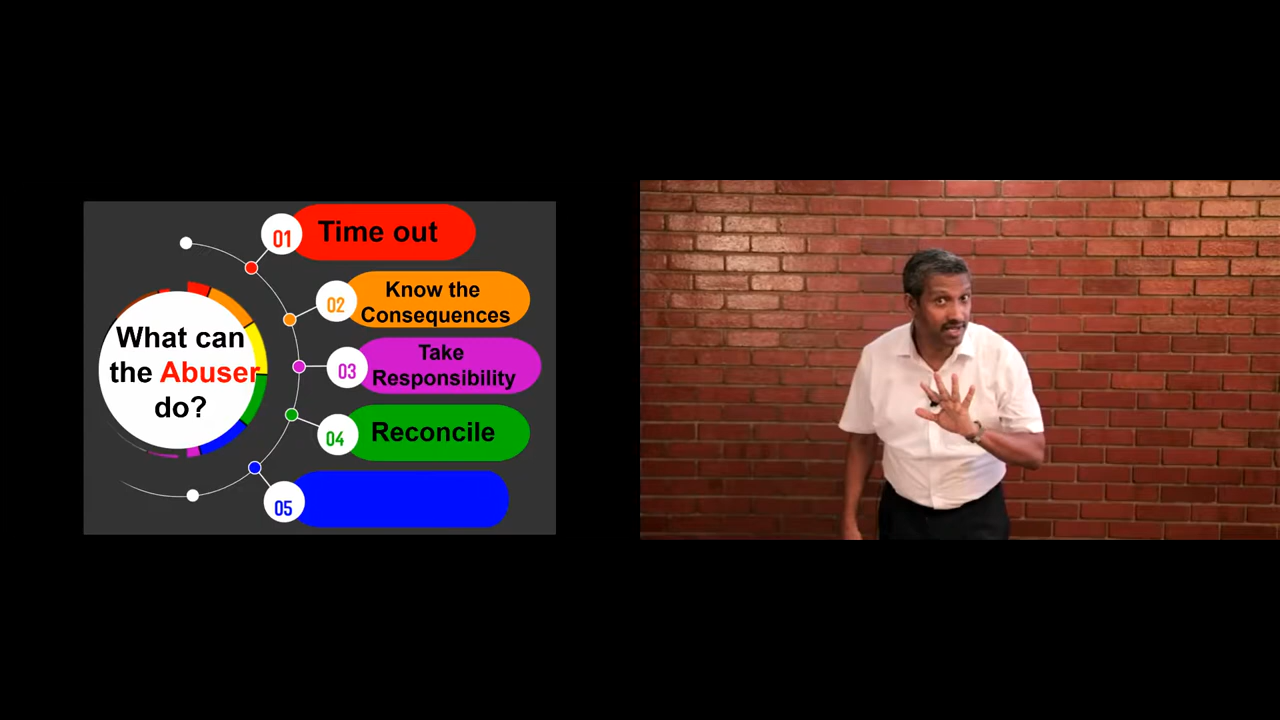 What can
the Abuser
do?
01
Time out
02
Know the
Consequences
03
Take
Responsibility
04
Reconcile
05